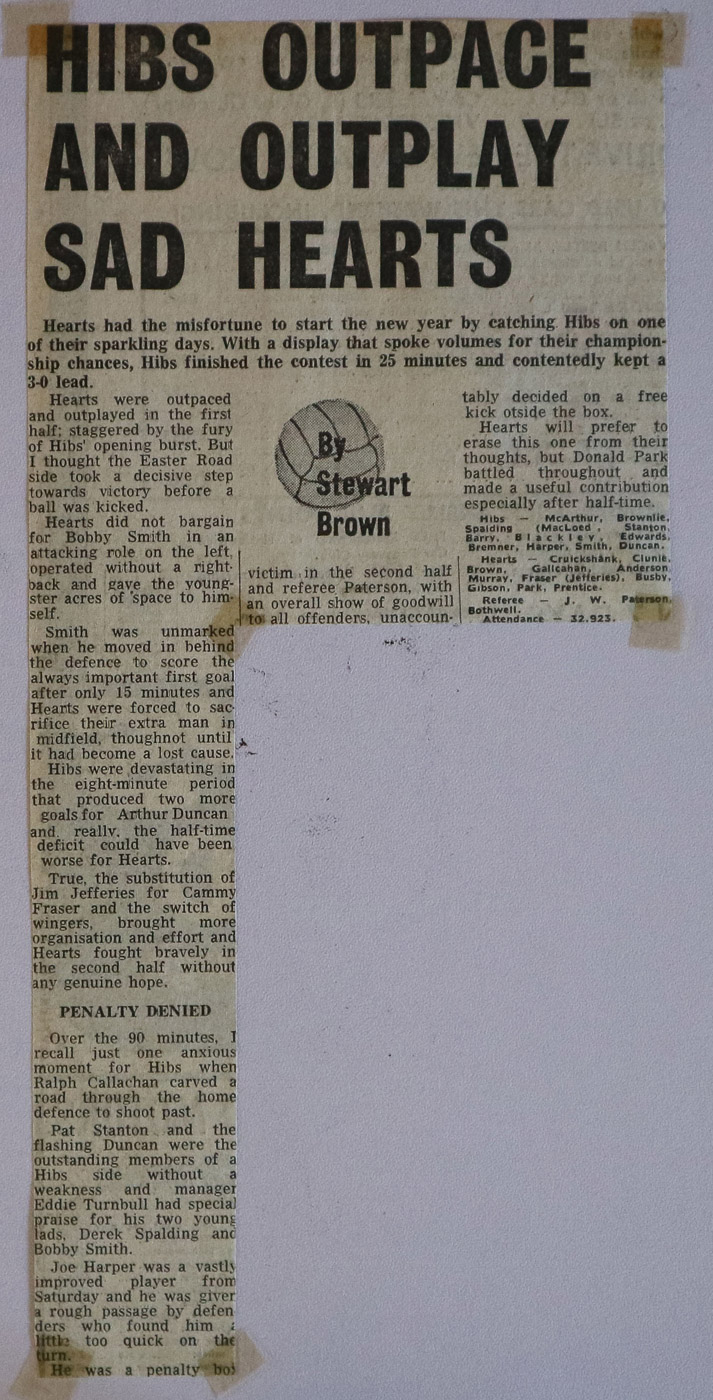 HIBS OUTPACE
AND OUTPLAY
SAD HEARTS
Hearts had the misfortune to start the new year by catching Hibs on one
of their sparkling days. With a display that spoke volumes for their champion-
ship chances, Hibs finished the contest in 25 minutes and contentedly kept a
3-0 lead.
Hearts were outpaced
and outplayed in the first
half; staggered by the fury
of Hibs' opening burst. But
I thought the Easter Road
side took a decisive step
towards victory before a
ball was kicked.
Hearts did not bargain
for Bobby Smith in an
attacking role on the left,
operated without a right-
back and gave the young-
ster acres of space to him-
self.
Smith was unmarked
when he moved in behind
the defence to score the
always important first goal
after only 15 minutes and
Hearts were forced to sac-
rifice their extra man in
midfield, thoughnot until
it had become a lost cause.
Hibs were devastating in
the eight-minute period
that produced two more
goals for Arthur Duncan
and, really, the half-time
deficit could have been
worse for Hearts.
True, the substitution of
Jim Jefferies for Cammy
Fraser and the switch of
wingers, brought more
organisation and effort and
Hearts fought bravely in
the second half without
any genuine hope.
PENALTY DENIED
Over the 90 minutes, I
recall just one anxious
moment for Hibs when
Ralph Callachan carved a
road through the home
defence to shoot past.
Pat Stanton and the
flashing Duncan were the
outstanding members of a
Hibs side without a
weakness and manager
Eddie Turnbull had special
praise for his two young
lads, Derek Spalding and
Bobby Smith.
Joe Harper was a vastly
improved player from
Saturday and he was given
a rough passage by defen
ders who found him a
little too quick on the
turn.
He was a penalty box
By
Stewart
Brown
victim in the second half
and referee Paterson, with
an overall show of goodwill
to all offenders, unaccoun-
tably decided on a free
kick otside the box.
Hearts will prefer to
erase this one from their
thoughts, but Donald Park
battled throughout and
made a useful contribution
especially after half-time.
Hibs — McArthur, Brownlie,
Spalding (MacLoed), Stanton,
Barry, Blackley, Edwards,
Bremner, Harper, Smith, Duncan.
Hearts — Cruickshank, Clunie,
Brown, Gallcahan, Anderson,
Murray, Fraser (Jefferies), Busby,
Gibson, Park, Prentice.
Referee — J. W. Paterson,
Bothwell.
Attendance — 32,923.